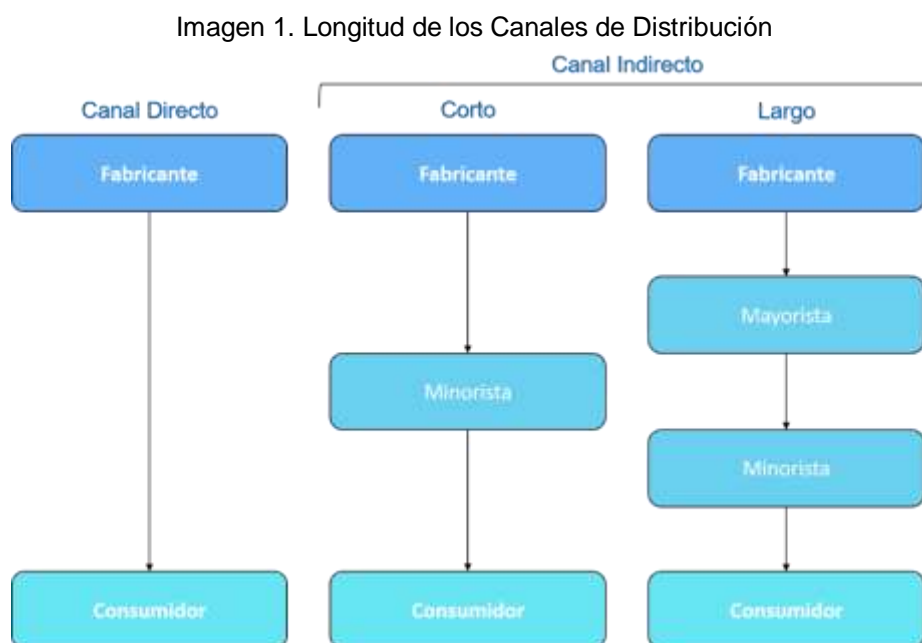 Imagen 1. Longitud de los Canales de Distribución
Canal Indirecto
Canal Directo
Corto
Largo
Fabricante
Fabricante
Fabricante
Mayorista
Minorista
Minorista
Consumidor
Consumidor
Consumidor